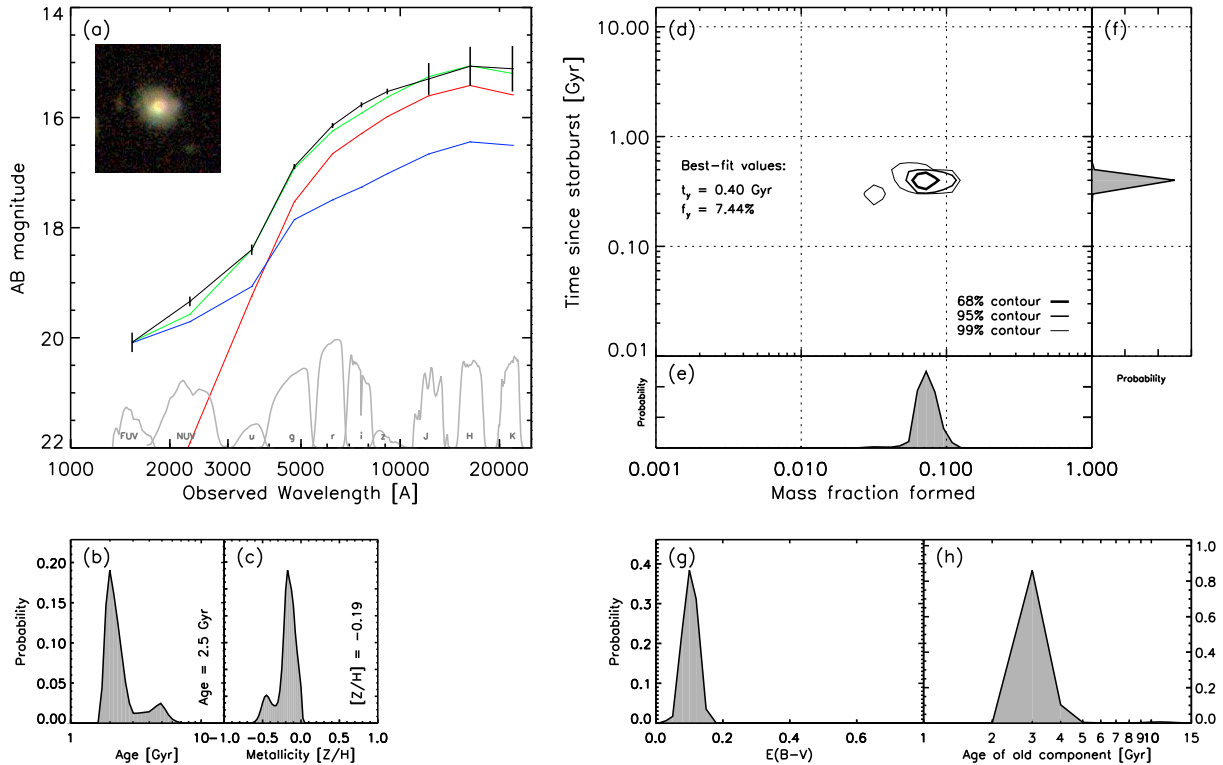 (a)
14
16
18
20
22
AB magnitude
FUV NUV u g r i z J H K
1000 2000 3000 5000 10000 20000
Observed Wavelength [A]
(d)
10.00
1.00
0.10
0.01
Time since starburst [Gyr]
Best-fit values:
t_y = 0.40 Gyr
f_y = 7.44%
68% contour
95% contour
99% contour
(f)
Probability
(e)
Probability
0.001 0.010 0.100 1.000
Mass fraction formed
(b)
0.20
0.15
0.10
0.05
0.00
Probability
Age = 2.5 Gyr
1 10
Age [Gyr]
(c)
[Z/H] = -0.19
-1.0 -0.5 0.0 0.5 1.0
Metallicity [Z/H]
(g)
0.4
0.3
0.2
0.1
0.0
Probability
0.0 0.2 0.4 0.6
E(B-V)
(h)
1.0
0.8
0.6
0.4
0.2
0.0
1 2 3 4 5 6 7 8 9 10 15
Age of old component [Gyr]